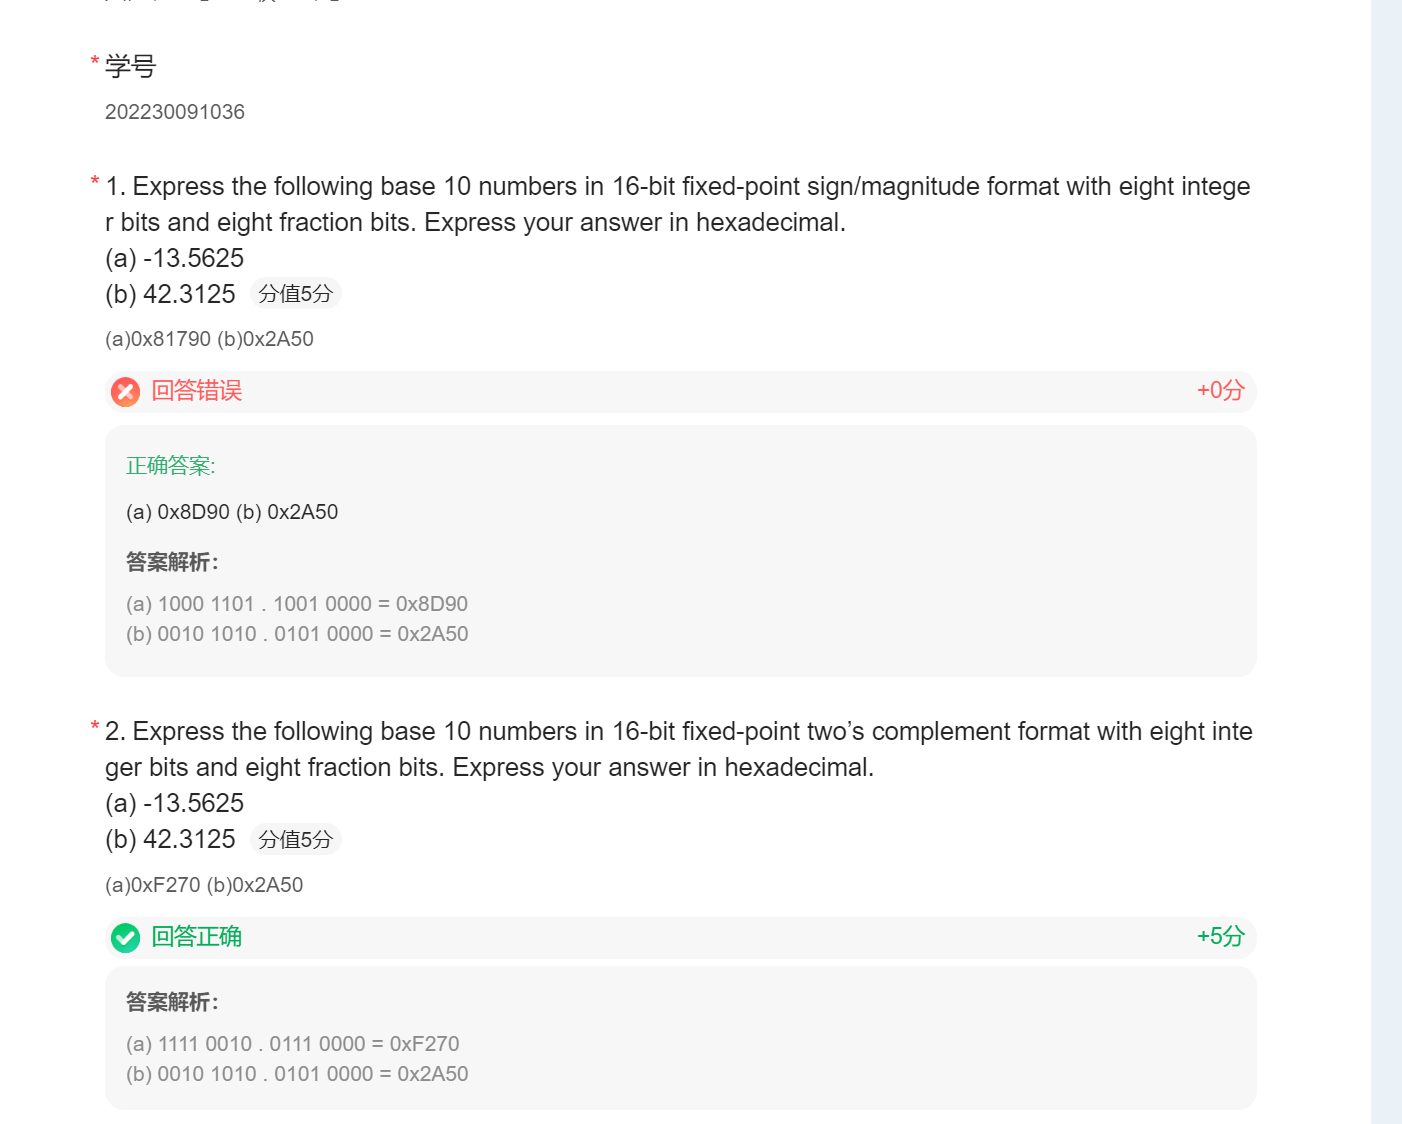 * 学号
202230091036
* 1. Express the following base 10 numbers in 16-bit fixed-point sign/magnitude format with eight intege
r bits and eight fraction bits. Express your answer in hexadecimal.
(a) -13.5625
(b) 42.3125 分值5分
(a)0x81790 (b)0x2A50
回答错误 +0分
正确答案:
(a) 0x8D90 (b) 0x2A50
答案解析：
(a) 1000 1101 . 1001 0000 = 0x8D90
(b) 0010 1010 . 0101 0000 = 0x2A50
* 2. Express the following base 10 numbers in 16-bit fixed-point two’s complement format with eight inte
ger bits and eight fraction bits. Express your answer in hexadecimal.
(a) -13.5625
(b) 42.3125 分值5分
(a)0xF270 (b)0x2A50
回答正确 +5分
答案解析：
(a) 1111 0010 . 0111 0000 = 0xF270
(b) 0010 1010 . 0101 0000 = 0x2A50